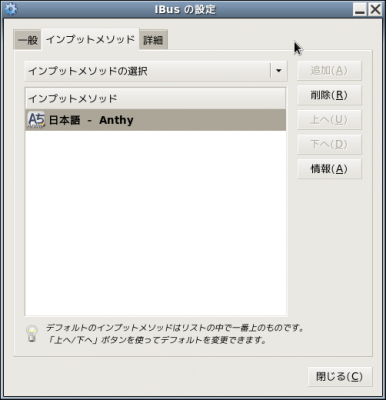 IBus の設定
一般 インプットメソッド 詳細
インプットメソッドの選択
追加(A)
インプットメソッド
削除(R)
日本語 - Anthy
上へ(U)
下へ(D)
情報(A)
デフォルトのインプットメソッドはリストの中で一番上のものです。
「上へ/下へ」ボタンを使ってデフォルトを変更できます。
閉じる(C)